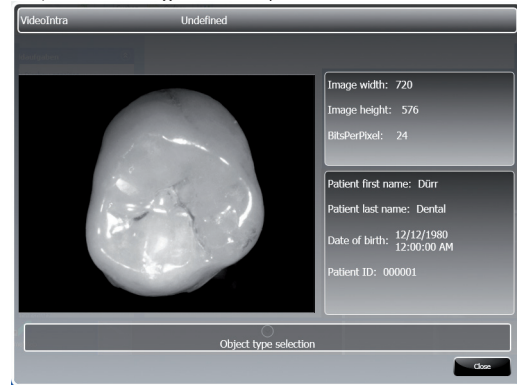 VideoIntra Undefined
Image width: 720
Image height: 576
BitsPerPixel: 24
Patient first name: Dürr
Patient last name: Dental
Date of birth: 12/12/1980
12:00:00 AM
Patient ID: 000001
Object type selection
Close